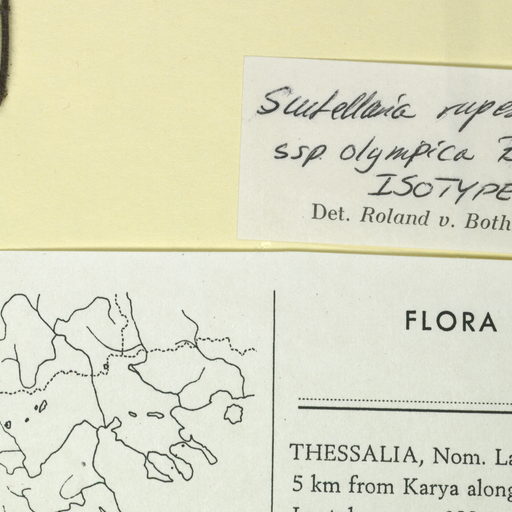 Scutellaria rupes
ssp. olympica
ISOTYPE
Det. Roland v. Both
FLORA
THESSALIA, Nom. La
5 km from Karya along